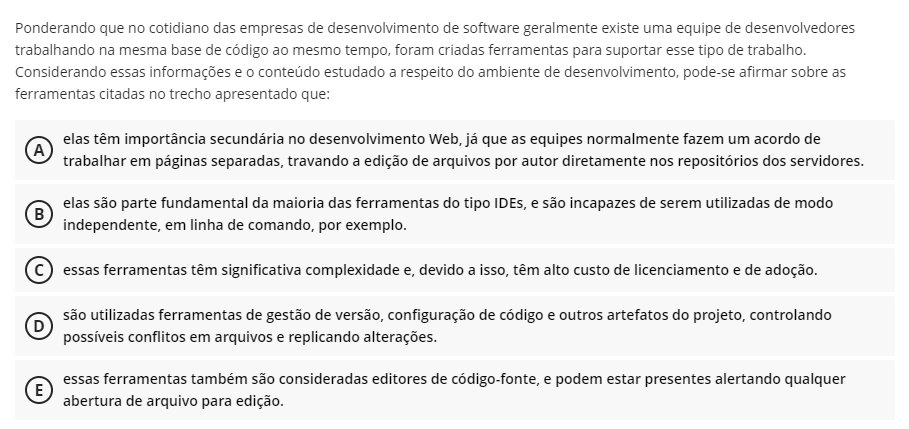 Ponderando que no cotidiano das empresas de desenvolvimento de software geralmente existe uma equipe de desenvolvedores
trabalhando na mesma base de código ao mesmo tempo, foram criadas ferramentas para suportar esse tipo de trabalho.
Considerando essas informações e o conteúdo estudado a respeito do ambiente de desenvolvimento, pode-se afirmar sobre as
ferramentas citadas no trecho apresentado que:
A elas têm importância secundária no desenvolvimento Web, já que as equipes normalmente fazem um acordo de
trabalhar em páginas separadas, travando a edição de arquivos por autor diretamente nos repositórios dos servidores.
B elas são parte fundamental da maioria das ferramentas do tipo IDEs, e são incapazes de serem utilizadas de modo
independente, em linha de comando, por exemplo.
C essas ferramentas têm significativa complexidade e, devido a isso, têm alto custo de licenciamento e de adoção.
D são utilizadas ferramentas de gestão de versão, configuração de código e outros artefatos do projeto, controlando
possíveis conflitos em arquivos e replicando alterações.
E essas ferramentas também são consideradas editores de código-fonte, e podem estar presentes alertando qualquer
abertura de arquivo para edição.